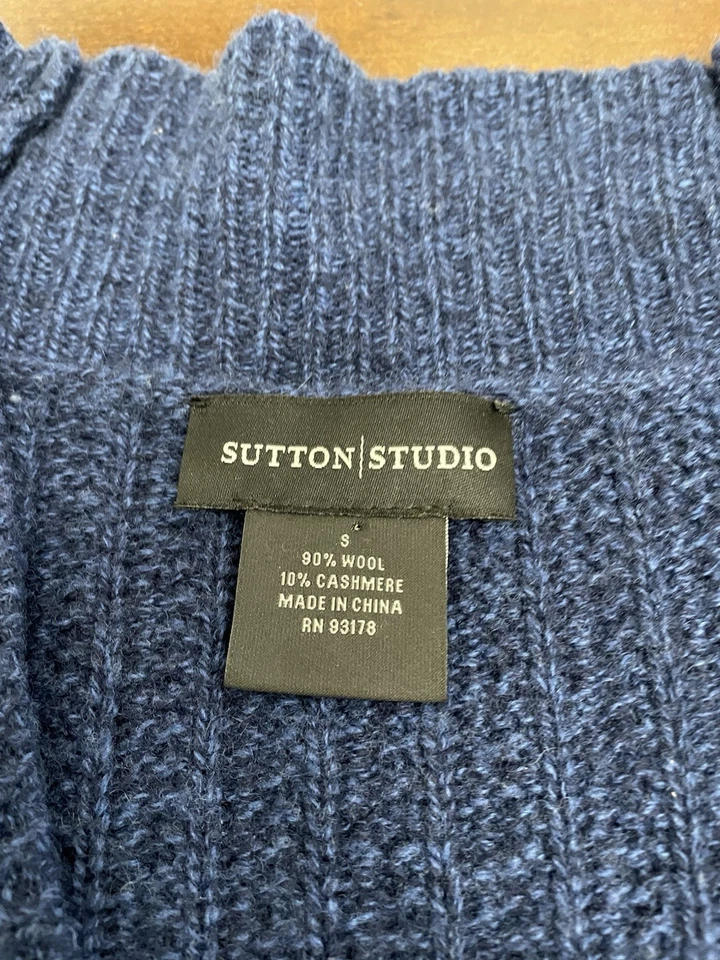 SUTTON|STUDIO
S
90% WOOL
10% CASHMERE
MADE IN CHINA
RN 93178